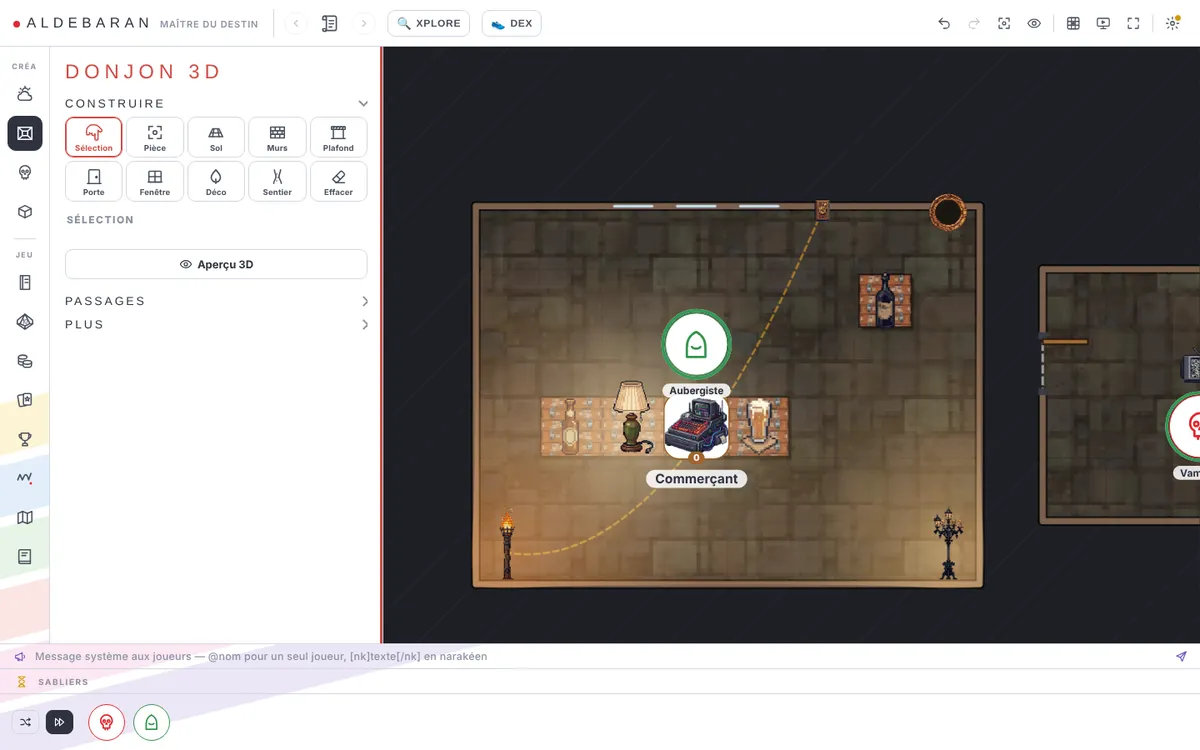 ALDEBARAN MAÎTRE DU DESTIN
XPLORE
DEX
CRÉA
JEU
DONJON 3D
CONSTRUIRE
Sélection
Pièce
Sol
Murs
Plafond
Porte
Fenêtre
Déco
Sentier
Effacer
SÉLECTION
Aperçu 3D
PASSAGES
PLUS
Aubergiste
0
Commerçant
Vam
Message système aux joueurs — @nom pour un seul joueur, [nk]texte[/nk] en narakéen
SABLIERS